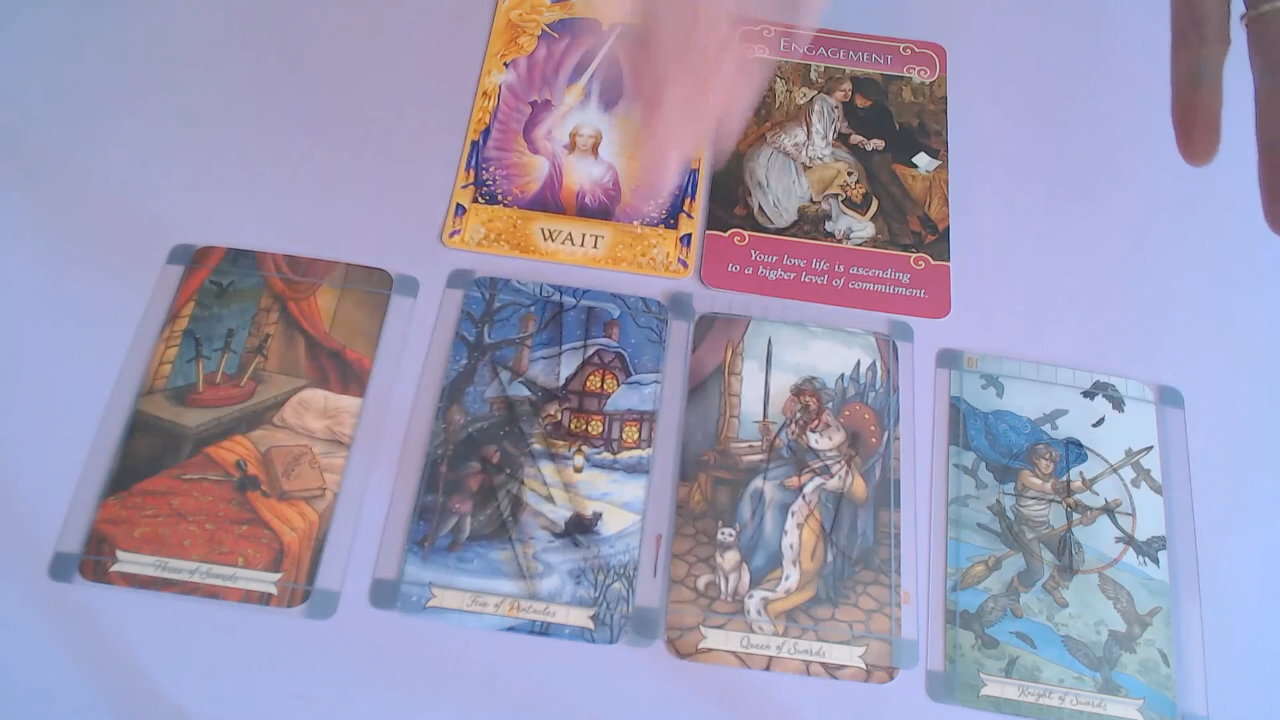 WAIT
ENGAGEMENT
Your love life is ascending
to a higher level of commitment.
Three of Swords
Five of Pentacles
Queen of Swords
Knight of Swords